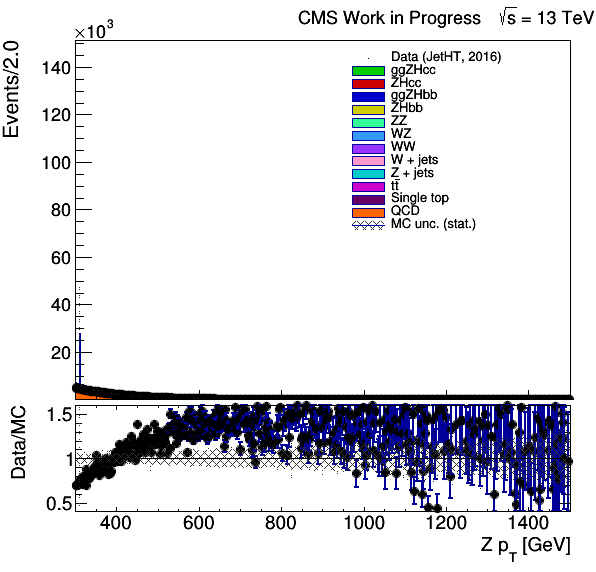 CMS Work in Progress √s = 13 TeV
×10³
Events/2.0
140
120
100
80
60
40
20
Data (JetHT, 2016)
ggZHcc
ZHcc
ggZHbb
ZHbb
ZZ
WZ
WW
W + jets
Z + jets
tt̄
Single top
QCD
MC unc. (stat.)
Data/MC
1.5
1
0.5
400 600 800 1000 1200 1400
Z p_T [GeV]